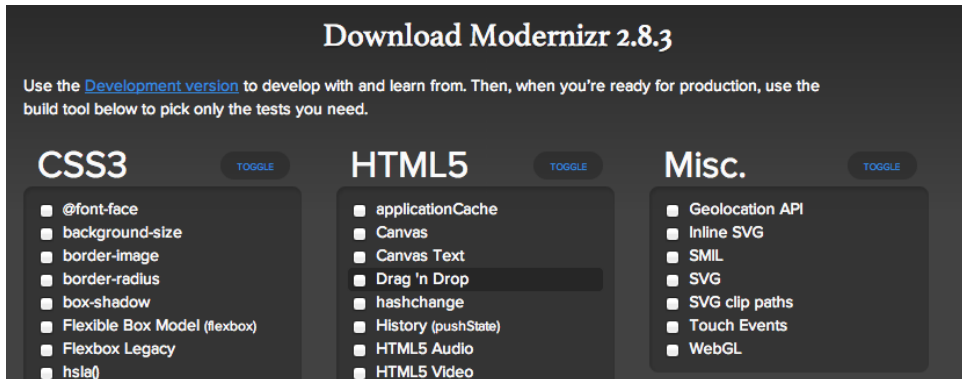 Download Modernizr 2.8.3
Use the Development version to develop with and learn from. Then, when you're ready for production, use the
build tool below to pick only the tests you need.
CSS3
TOGGLE
@font-face
background-size
border-image
border-radius
box-shadow
Flexible Box Model (flexbox)
Flexbox Legacy
hsla()
HTML5
TOGGLE
applicationCache
Canvas
Canvas Text
Drag 'n Drop
hashchange
History (pushState)
HTML5 Audio
HTML5 Video
Misc.
TOGGLE
Geolocation API
Inline SVG
SMIL
SVG
SVG clip paths
Touch Events
WebGL